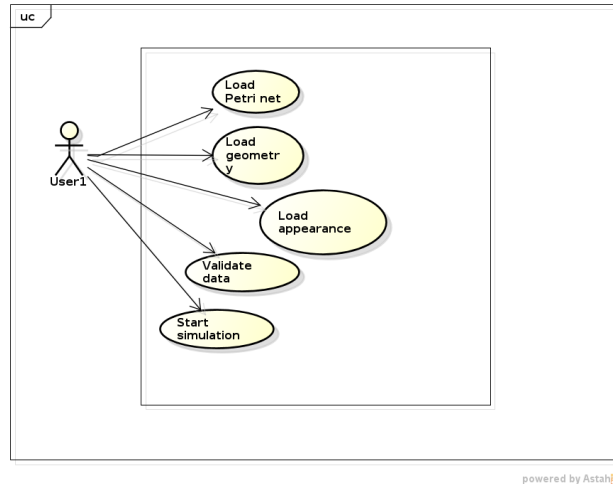 uc
Load
Petri net
Load
geometr
y
User1
Load
appearance
Validate
data
Start
simulation
powered by Astah